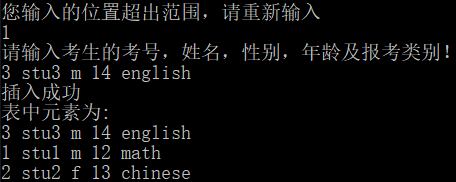 您输入的位置超出范围，请重新输入
1
请输入考生的考号，姓名，性别，年龄及报考类别！
3 stu3 m 14 english
插入成功
表中元素为:
3 stu3 m 14 english
1 stu1 m 12 math
2 stu2 f 13 chinese